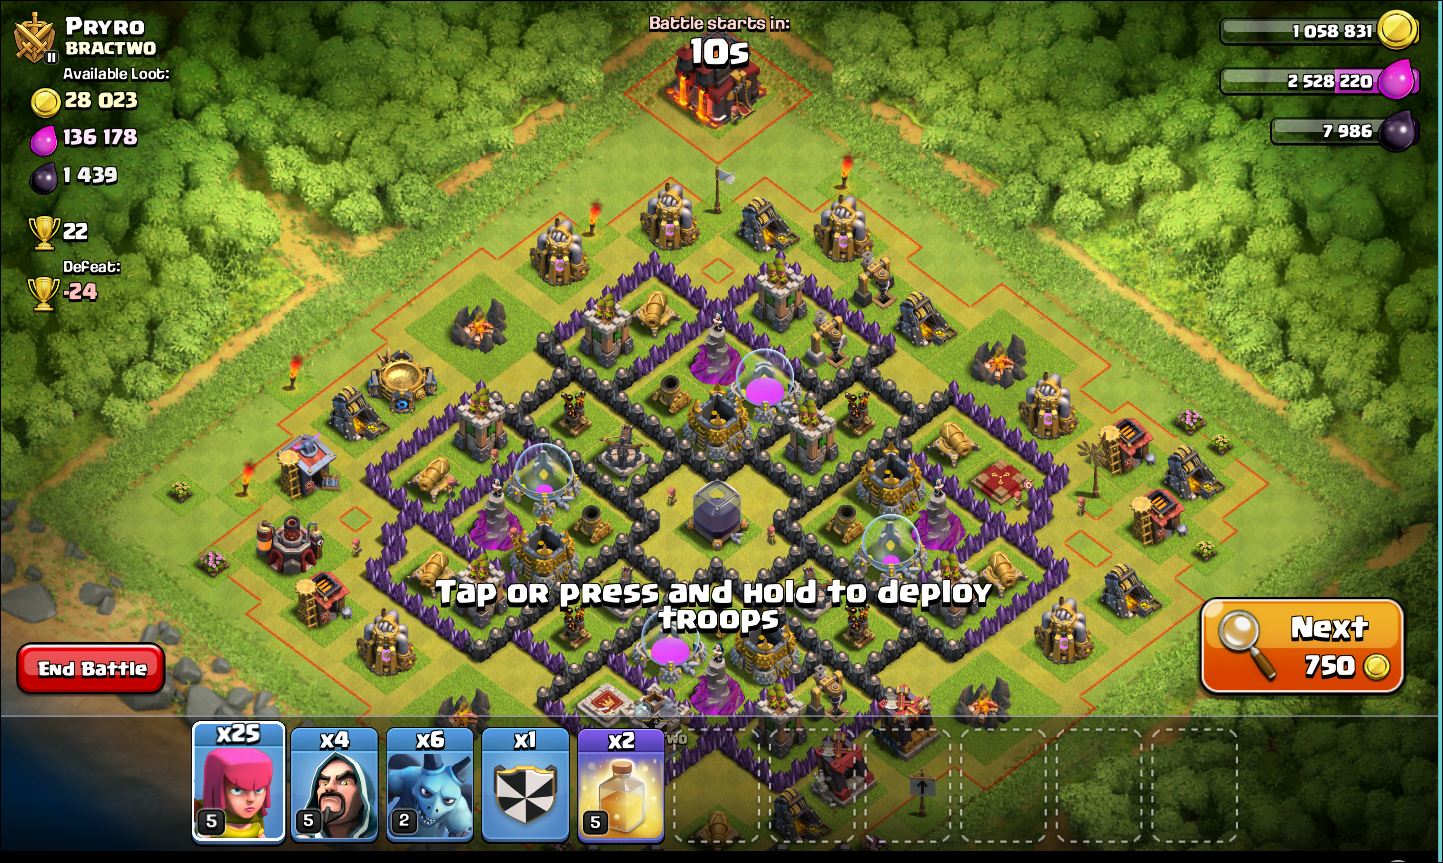 Pryro
BRACTWO
Available Loot:
28 023
136 178
1 439
22
Defeat:
-24
Battle starts in:
10s
1 058 831
2 528 220
7 986
Tap or press and hold to deploy
troops
End Battle
Next
750
x25
x4
x6
x1
x2
5
5
2
5